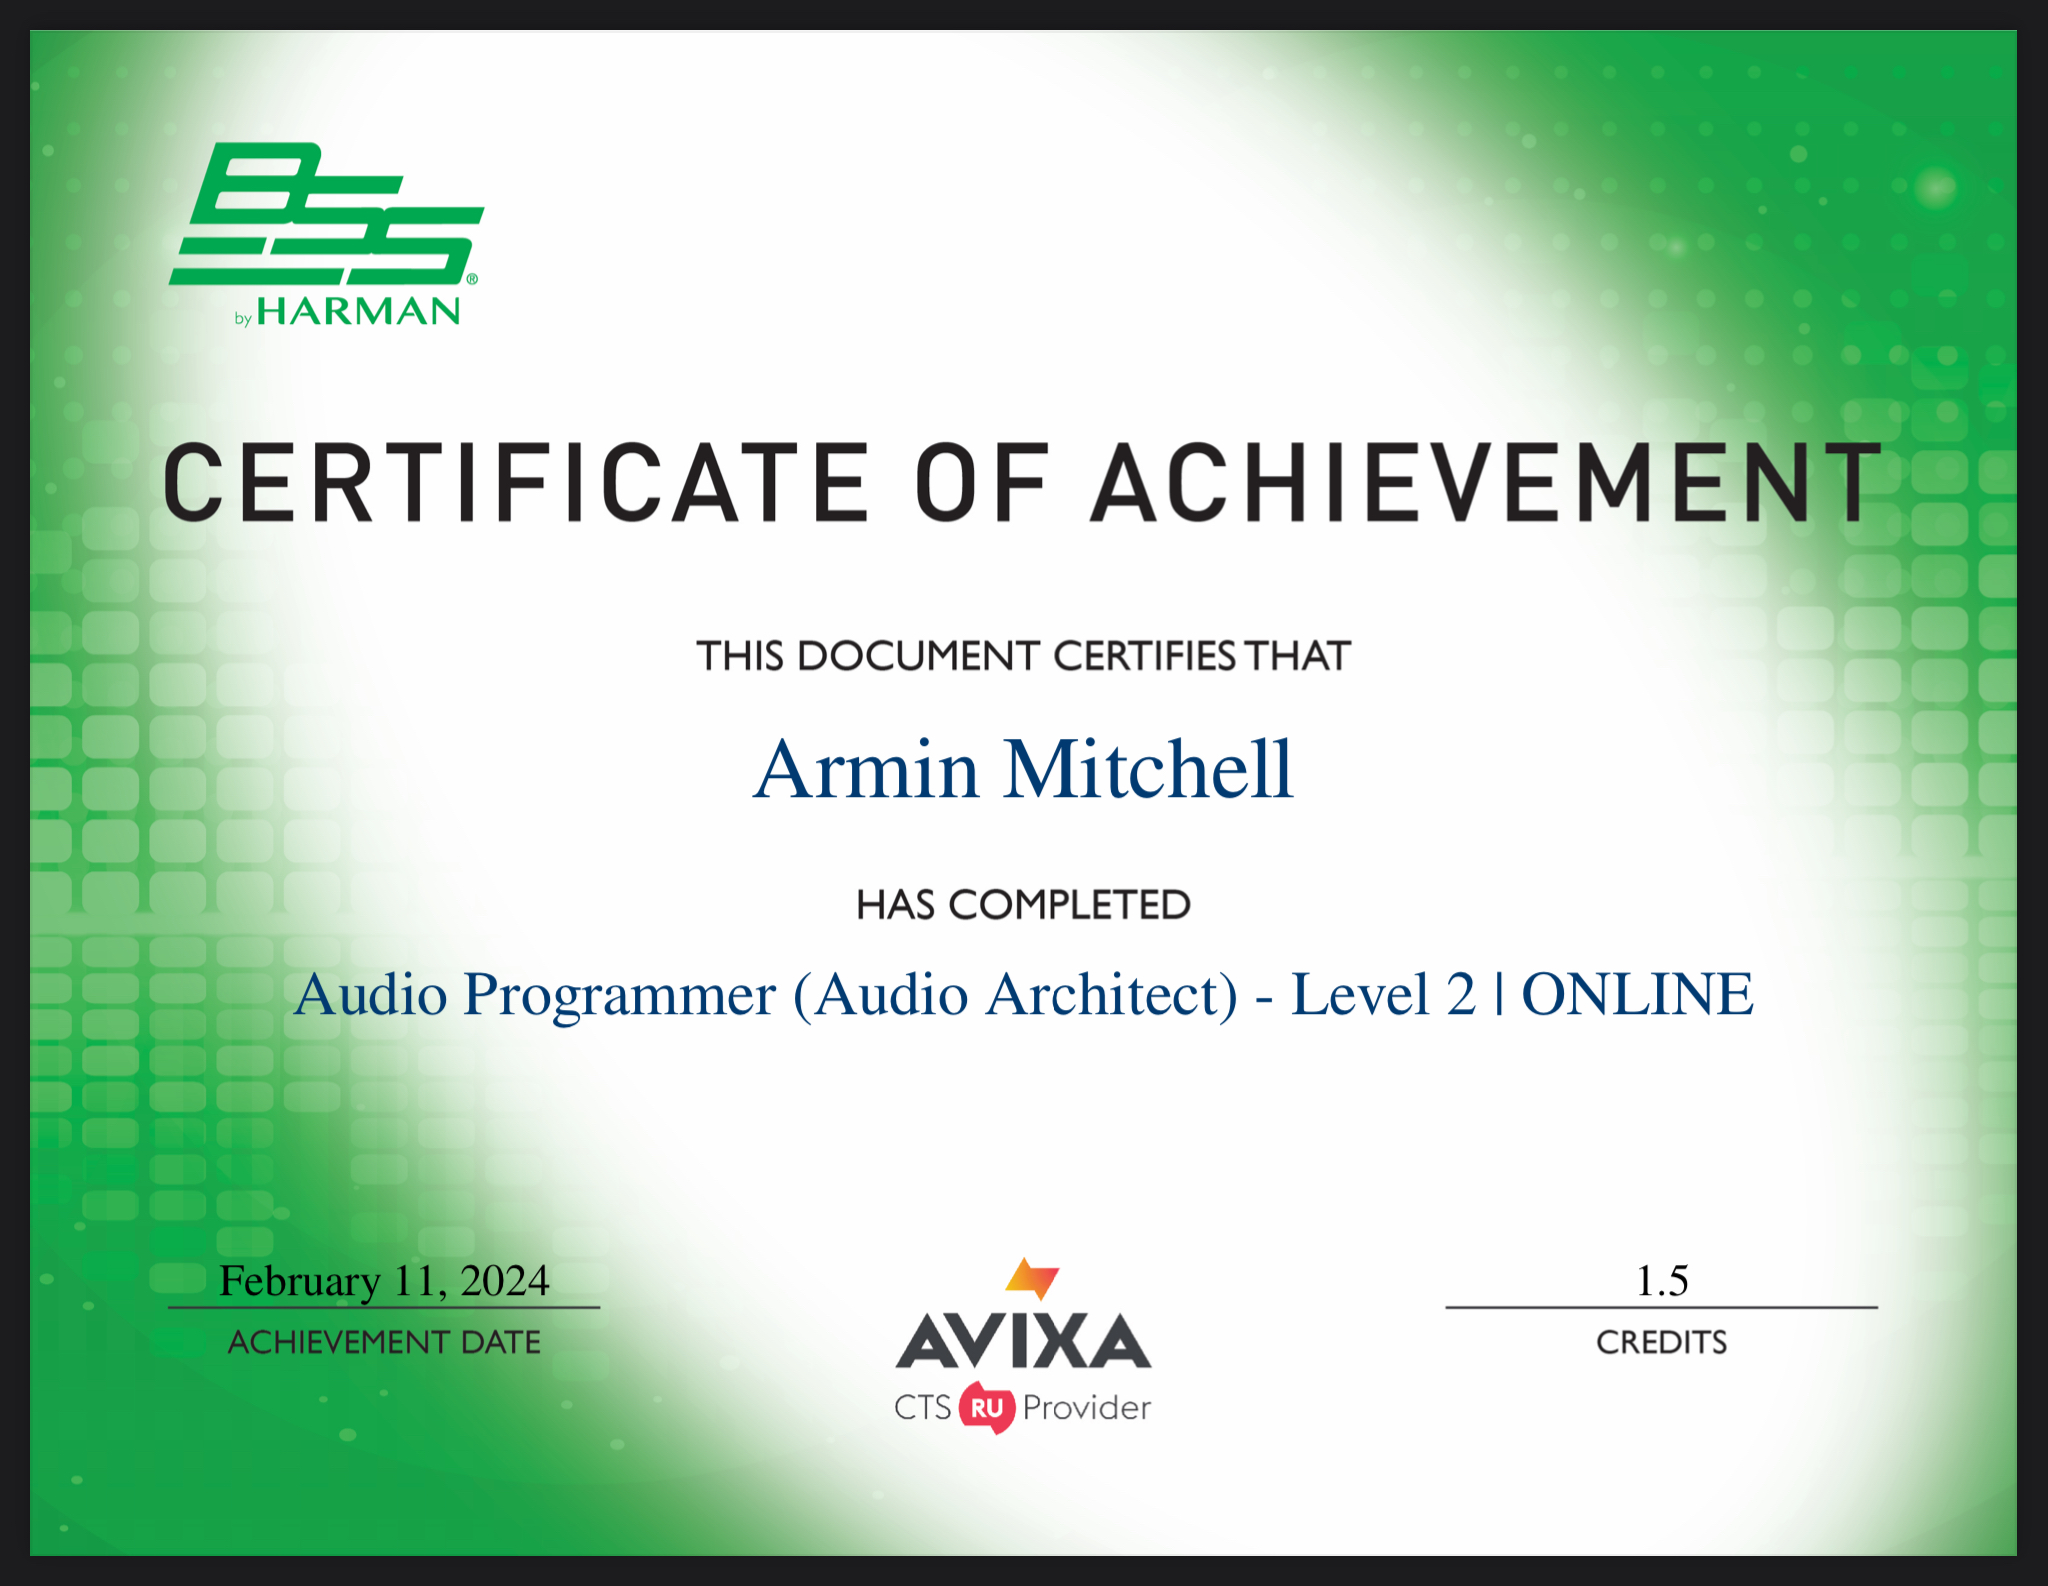 BSS®
by HARMAN
CERTIFICATE OF ACHIEVEMENT
THIS DOCUMENT CERTIFIES THAT
Armin Mitchell
HAS COMPLETED
Audio Programmer (Audio Architect) - Level 2 | ONLINE
February 11, 2024
ACHIEVEMENT DATE
AVIXA
CTS RU Provider
1.5
CREDITS